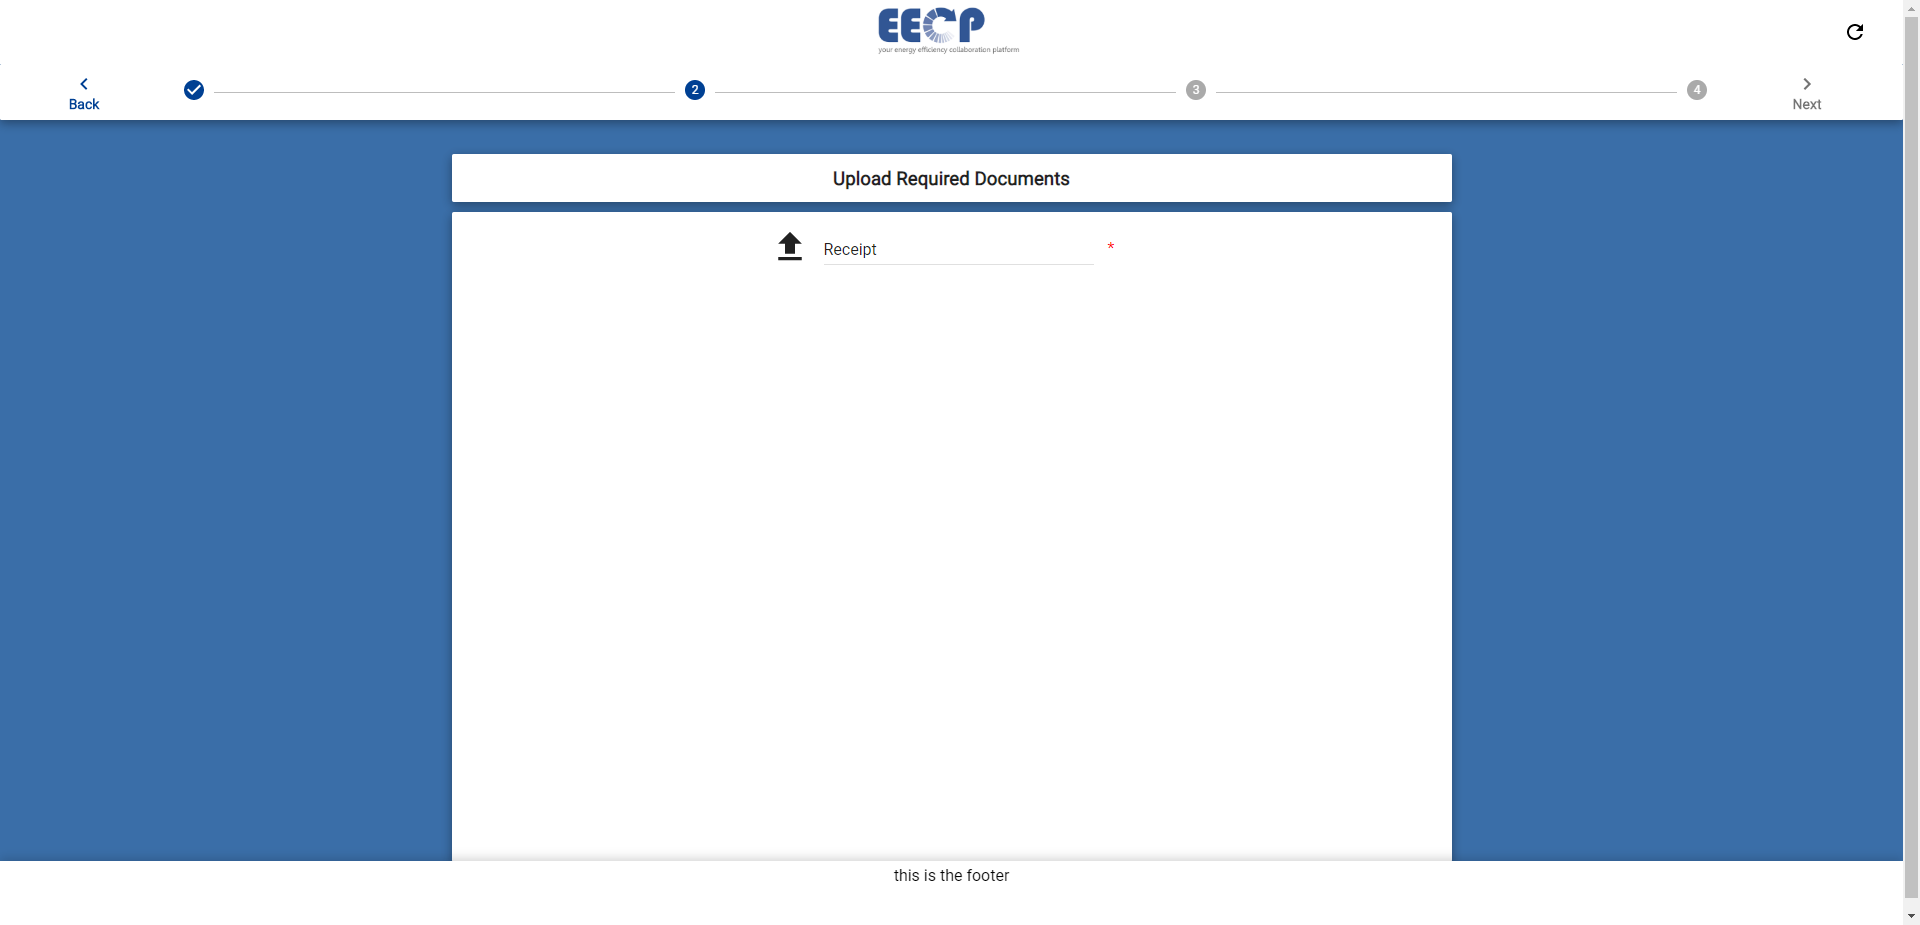 EECP
your energy efficiency collaboration platform
Back
2
3
4
Next
Upload Required Documents
Receipt *
this is the footer